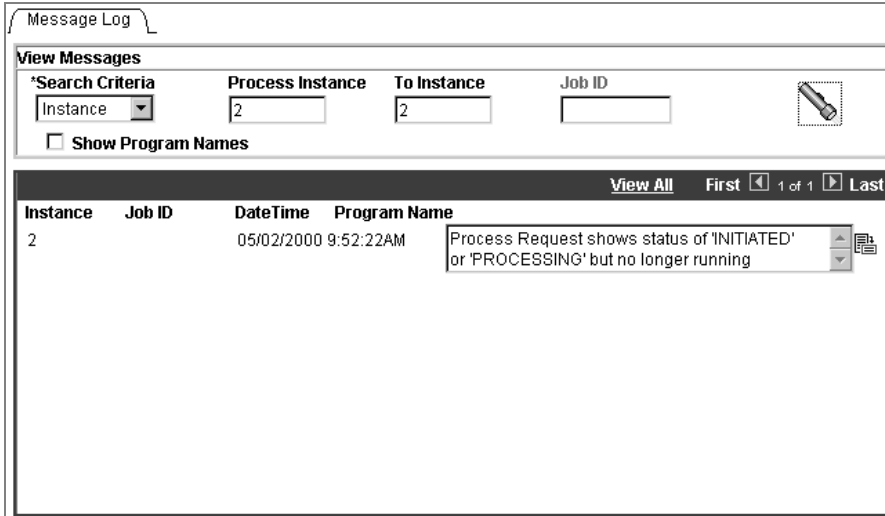 Message Log
View Messages
*Search Criteria Process Instance To Instance Job ID
Instance 2 2
Show Program Names
View All First 1 of 1 Last
Instance Job ID DateTime Program Name
2 05/02/2000 9:52:22AM Process Request shows status of 'INITIATED'
or 'PROCESSING' but no longer running